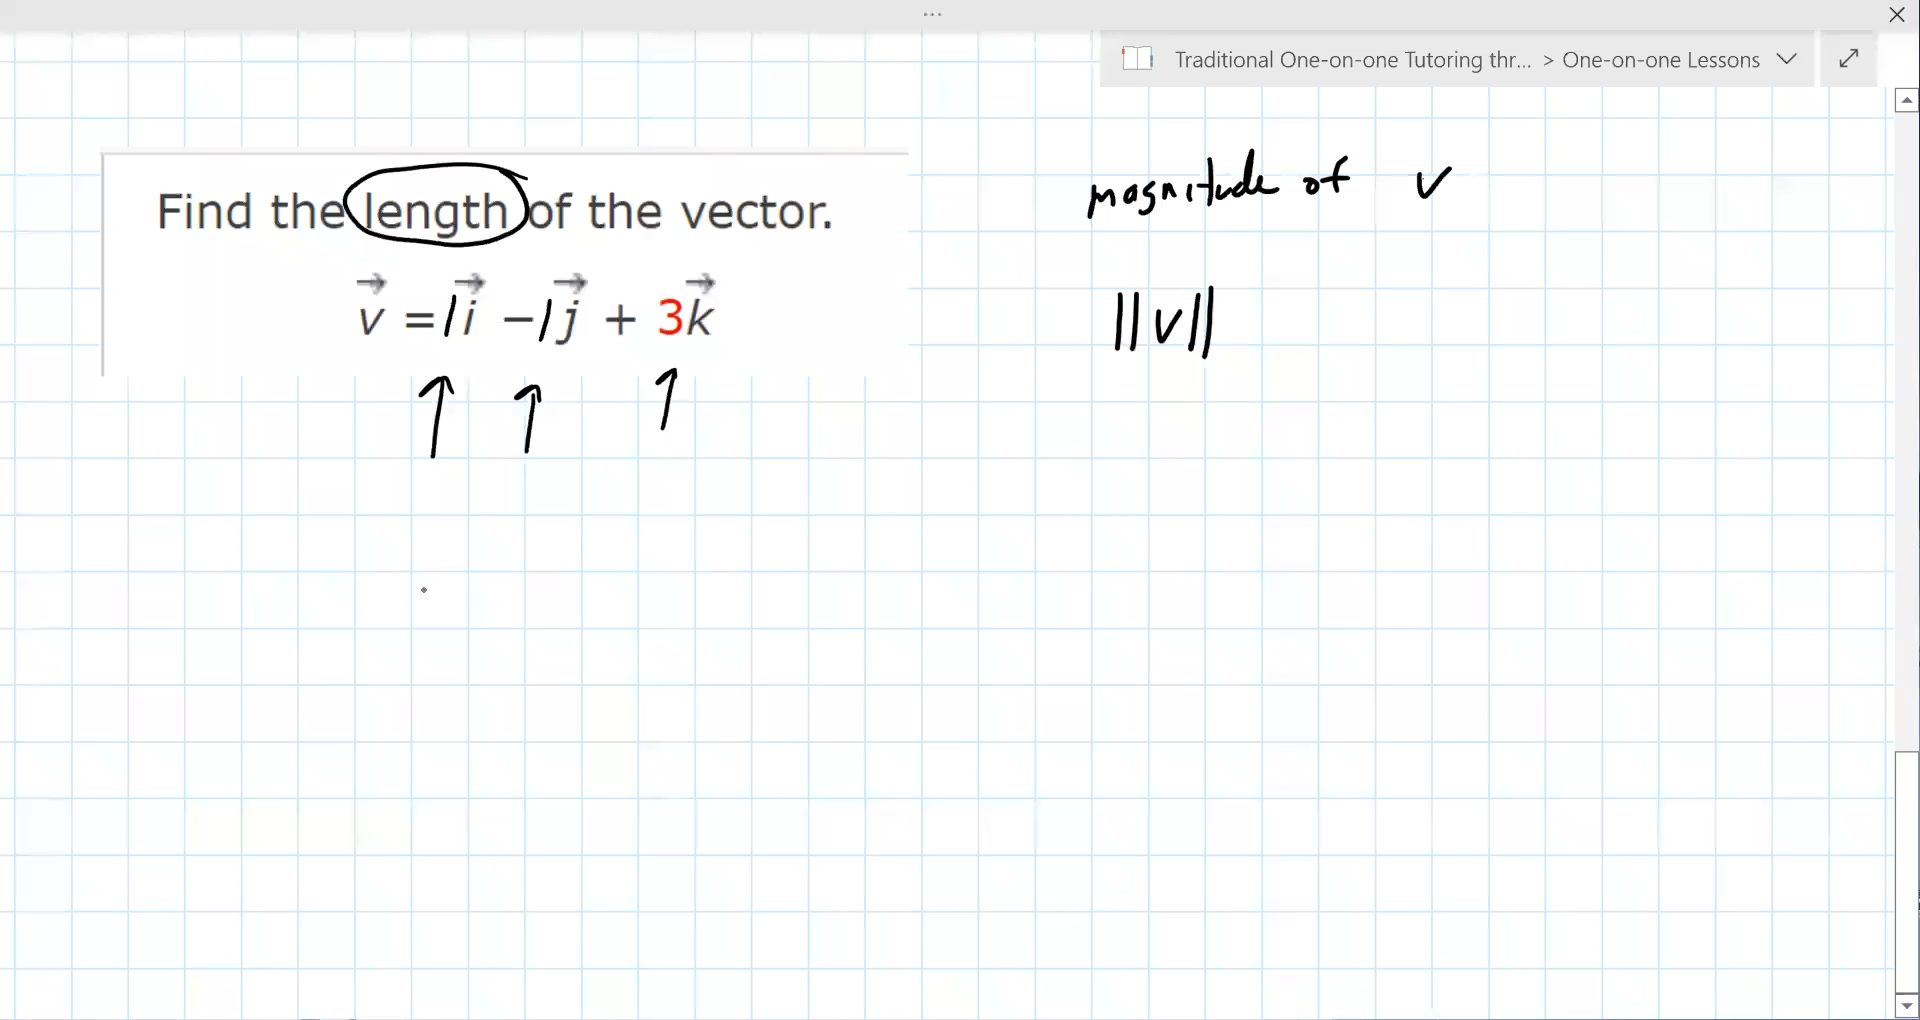 Traditional One-on-one Tutoring thr... > One-on-one Lessons
Find the length of the vector.
v⃗ = 1i⃗ − 1j⃗ + 3k⃗
magnitude of v
||v||